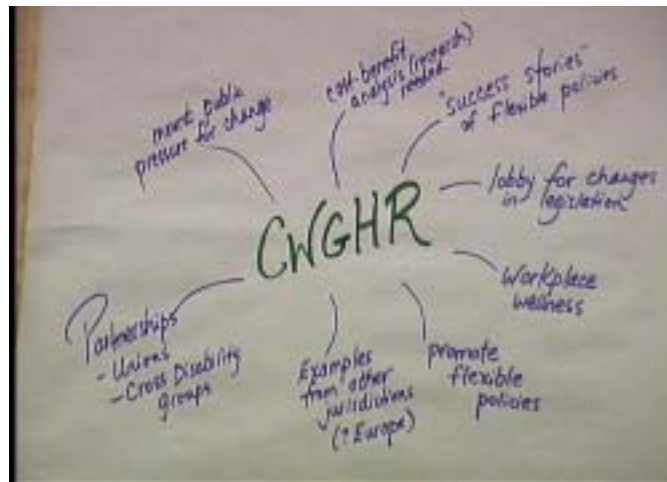 mount public
pressure for change
cost-benefit
analysis (research)
needed
"success stories"
of flexible policies
lobby for changes
in legislation
CWGHR
Workplace
wellness
promote
flexible
policies
Examples
from other
jurisdictions
(? Europe)
Partnerships
- Unions
- Cross Disability
groups